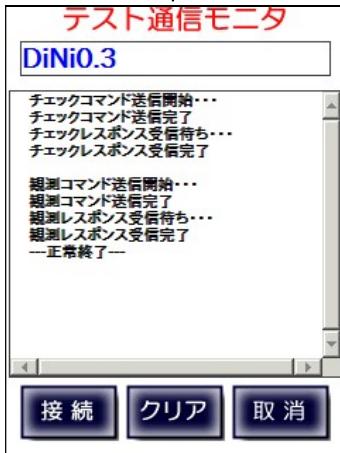 テスト通信モニタ
DiNi0.3
チェックコマンド送信開始･･･
チェックコマンド送信完了
チェックレスポンス受信待ち･･･
チェックレスポンス受信完了
観測コマンド送信開始･･･
観測コマンド送信完了
観測レスポンス受信待ち･･･
観測レスポンス受信完了
---正常終了---
接続 クリア 取消